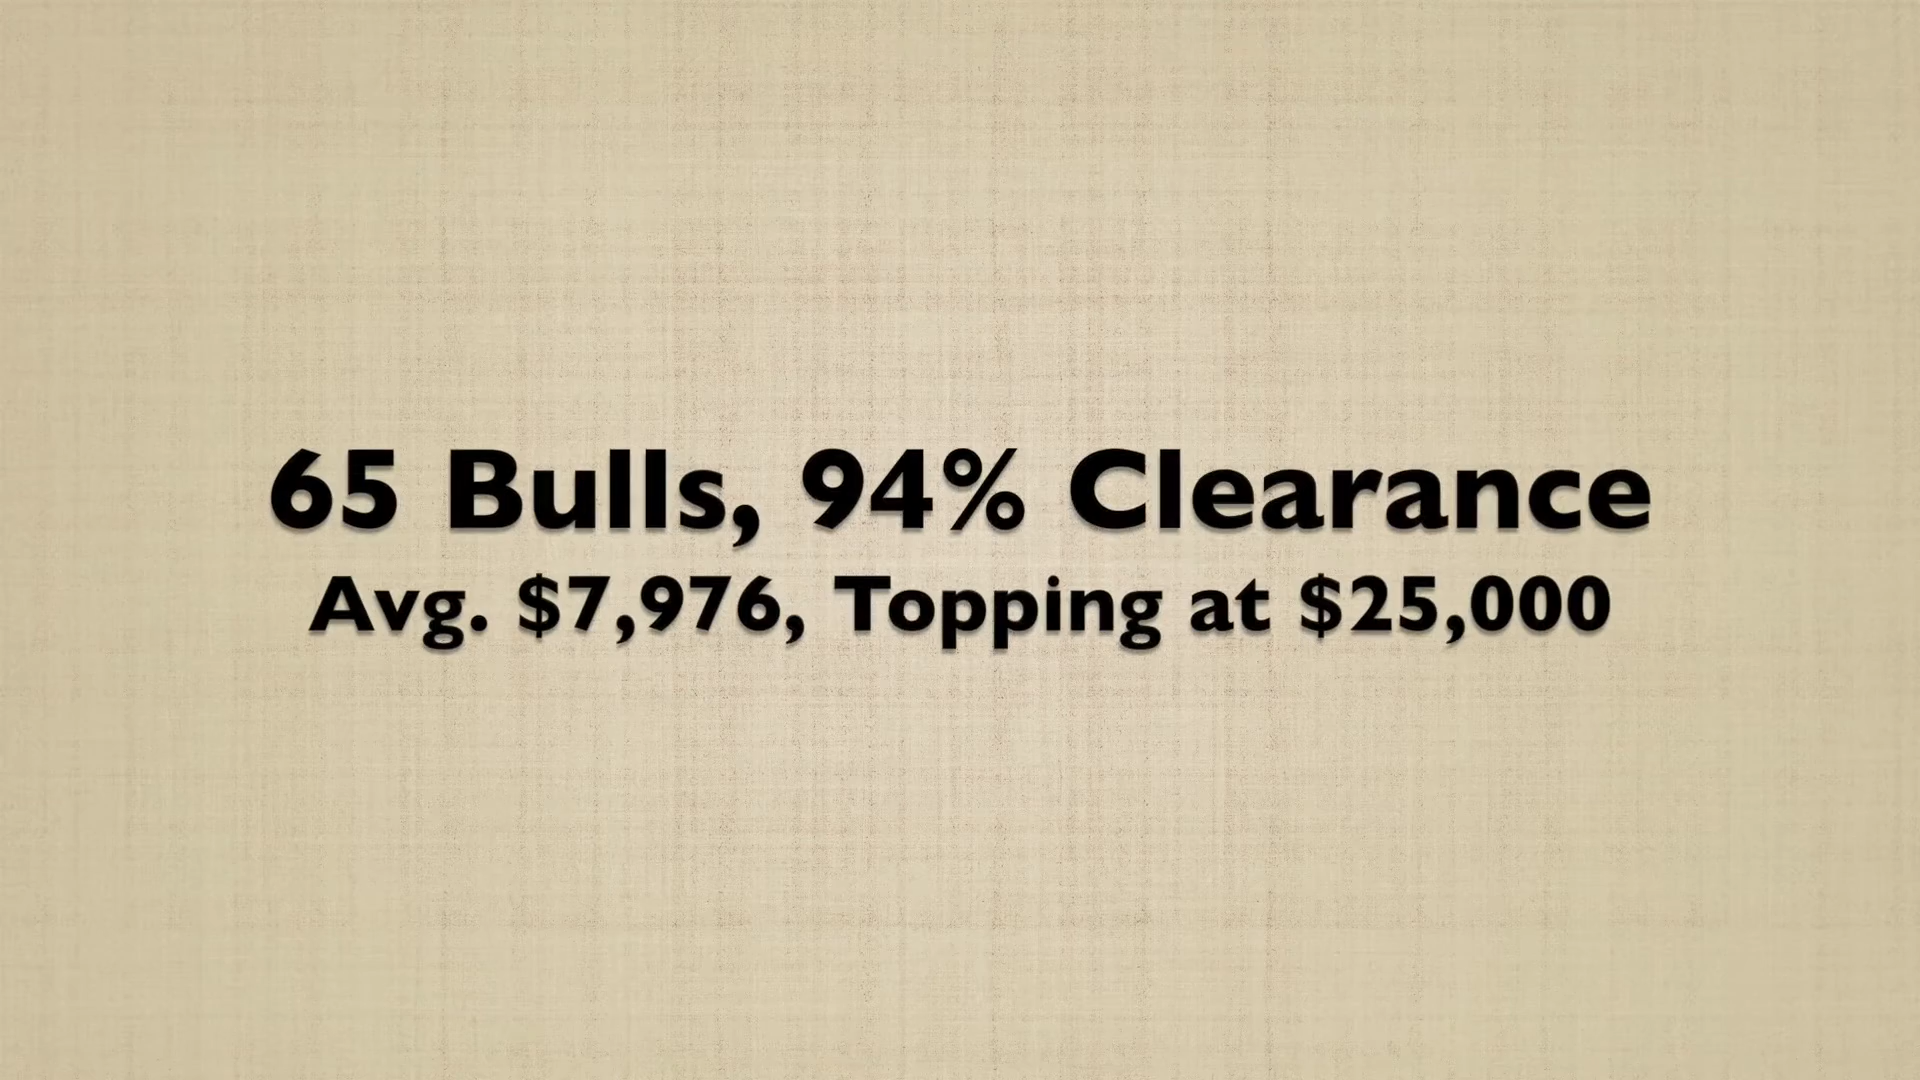 65 Bulls, 94% Clearance
Avg. $7,976, Topping at $25,000